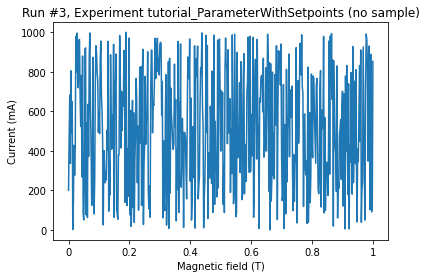 Run #3, Experiment tutorial_ParameterWithSetpoints (no sample)
1000
800
600
400
200
0
Current (mA)
0 0.2 0.4 0.6 0.8 1
Magnetic field (T)